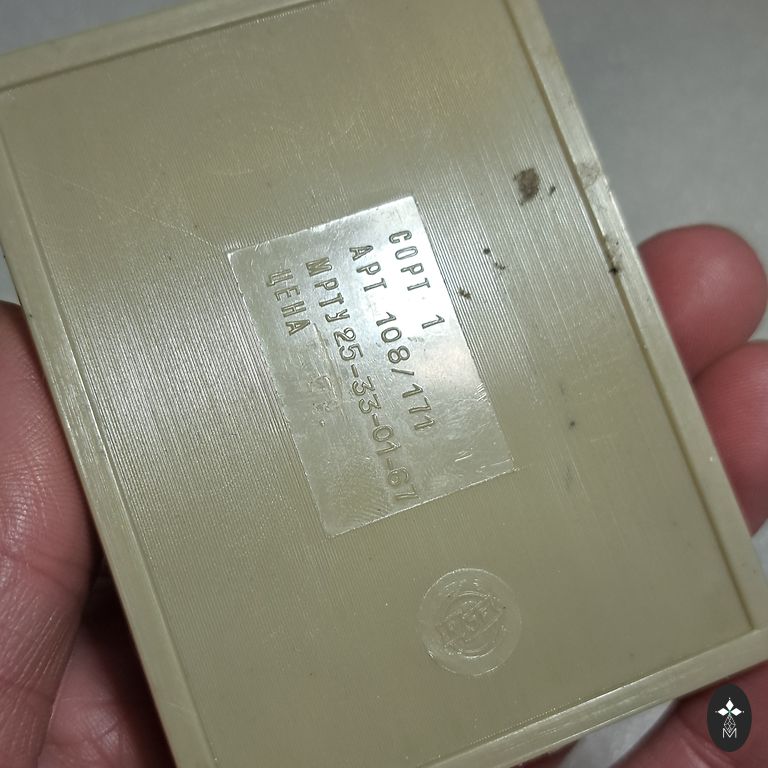 СОРТ 1
АРТ 108/171
МРТУ25-33-01-67
ЦЕНА
М